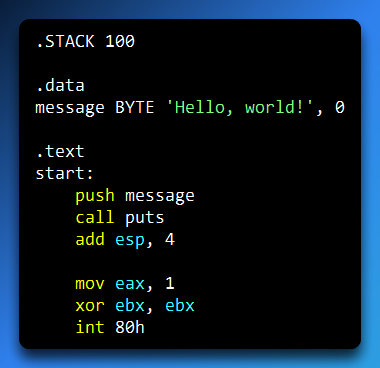 .STACK 100
.data
message BYTE 'Hello, world!', 0
.text
start:
push message
call puts
add esp, 4
mov eax, 1
xor ebx, ebx
int 80h